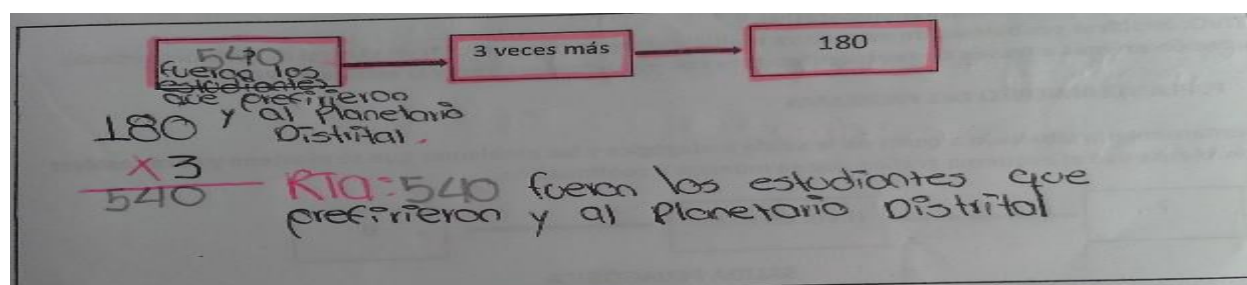 540
3 veces más
180
fueron los
estudiantes
que prefirieron
y al Planetario
Distrital.
180
x 3
540
RTa: 540 fueron los estudiantes que
prefirieron y al Planetario Distrital